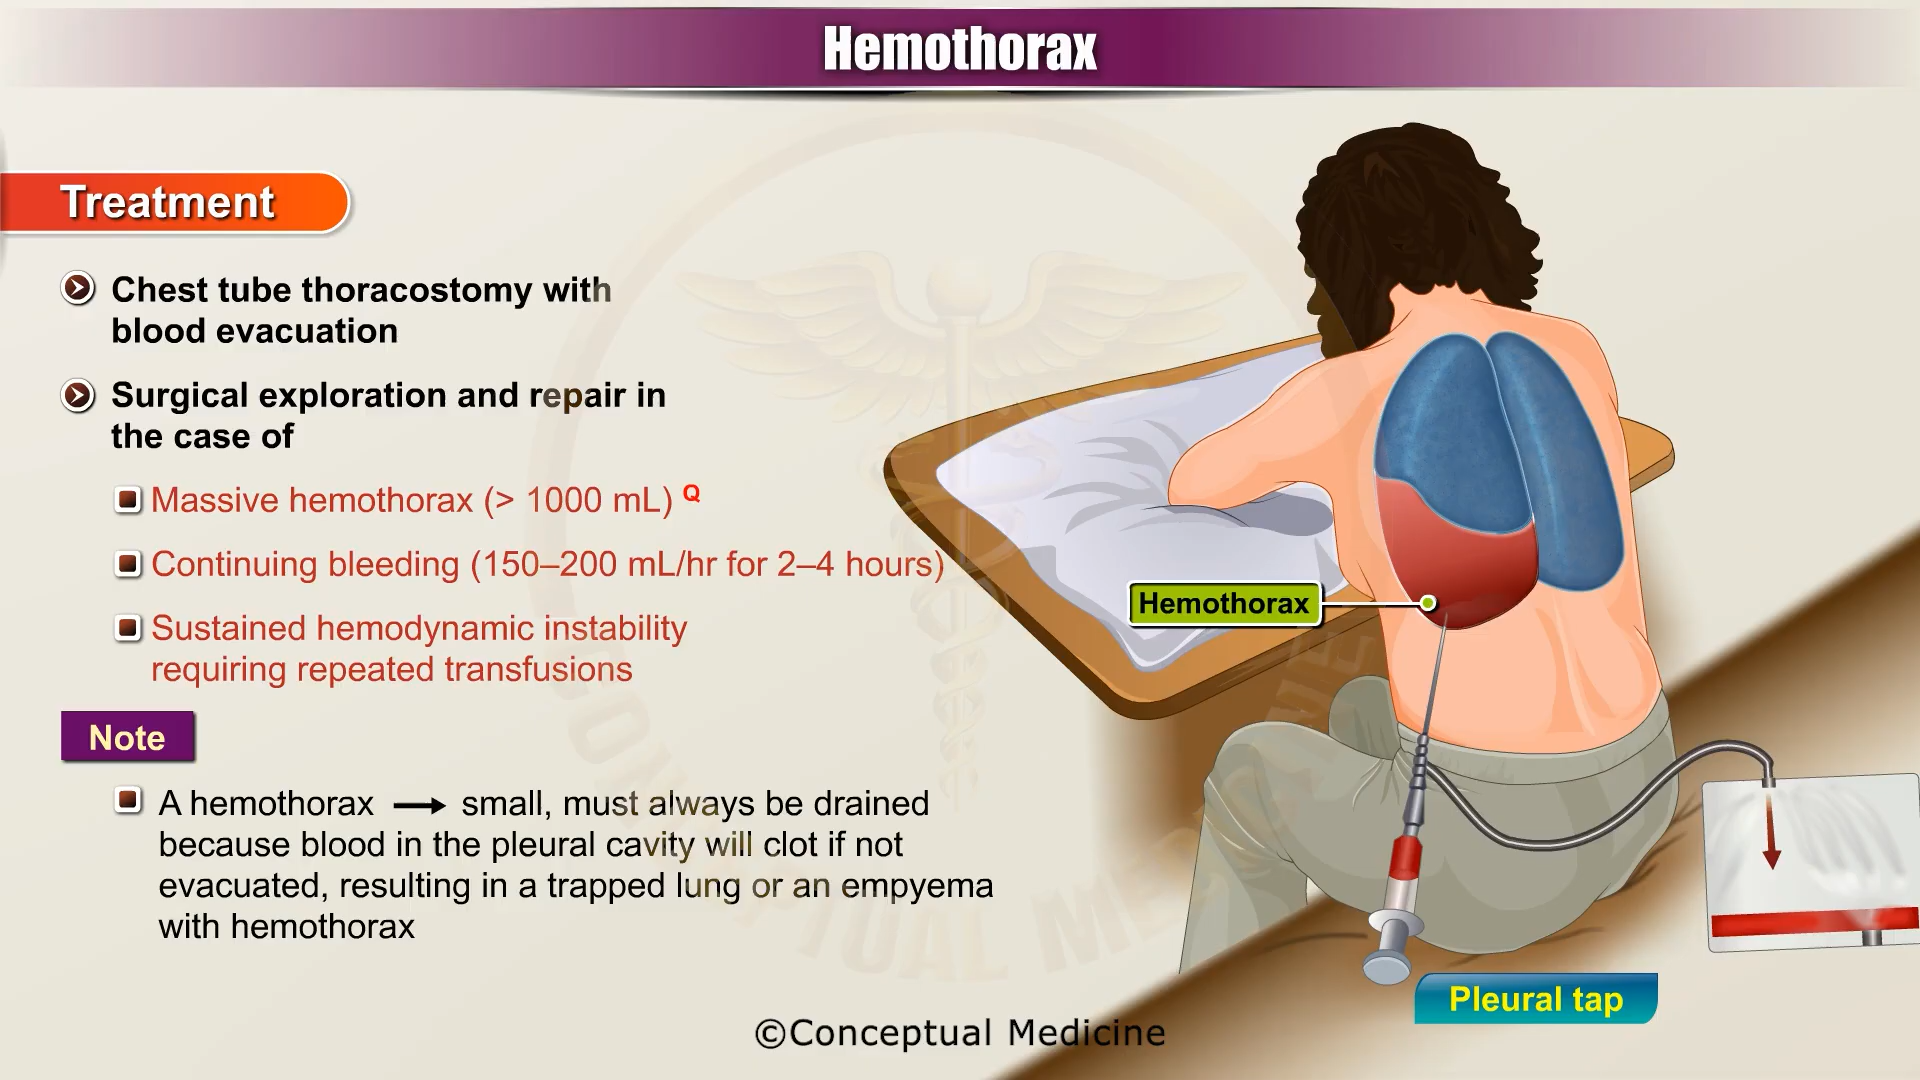 Hemothorax
Treatment
Chest tube thoracostomy with
blood evacuation
Surgical exploration and repair in
the case of
Massive hemothorax (> 1000 mL) Q
Continuing bleeding (150–200 mL/hr for 2–4 hours)
Sustained hemodynamic instability
requiring repeated transfusions
Note
A hemothorax → small, must always be drained
because blood in the pleural cavity will clot if not
evacuated, resulting in a trapped lung or an empyema
with hemothorax
Hemothorax
Pleural tap
©Conceptual Medicine
CONCEPTUAL MEDICINE